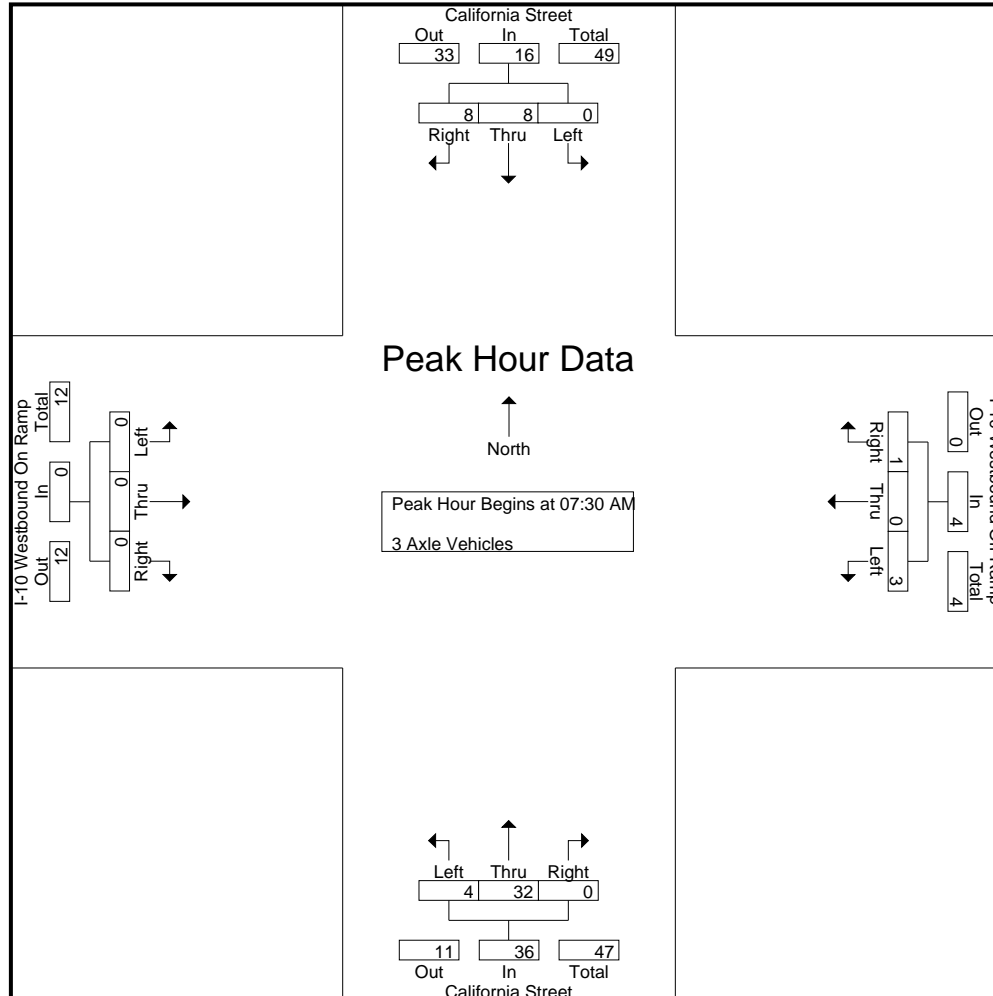 California Street
Out In Total
33 16 49
8 8 0
Right Thru Left
Peak Hour Data
North
Peak Hour Begins at 07:30 AM
3 Axle Vehicles
I-10 Westbound On Ramp
Total In Out
12 0 12
0 0 0
Left Thru Right
Right Thru Left
1 0 3
Out In Total
0 4 4
Westbound
Left Thru Right
4 32 0
11 36 47
Out In Total
California Street